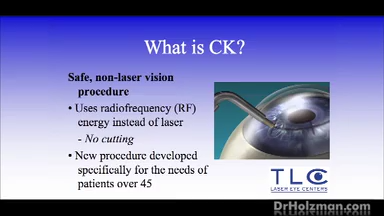 What is CK?
Safe, non-laser vision
procedure
• Uses radiofrequency (RF)
energy instead of laser
- No cutting
• New procedure developed
specifically for the needs of
patients over 45
TLC
LASER EYE CENTERS
DrHolzman.com